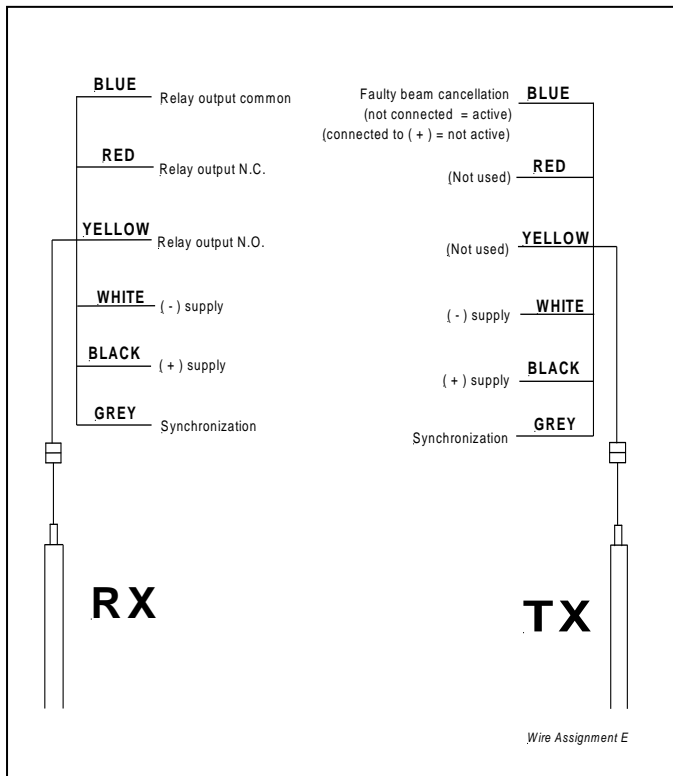 BLUE
Relay output common
RED
Relay output N.C.
YELLOW
Relay output N.O.
WHITE
( - ) supply
BLACK
( + ) supply
GREY
Synchronization
RX
Faulty beam cancellation
(not connected = active)
(connected to ( + ) = not active)
BLUE
(Not used)
RED
(Not used)
YELLOW
( - ) supply
WHITE
( + ) supply
BLACK
Synchronization
GREY
TX
Wire Assignment E